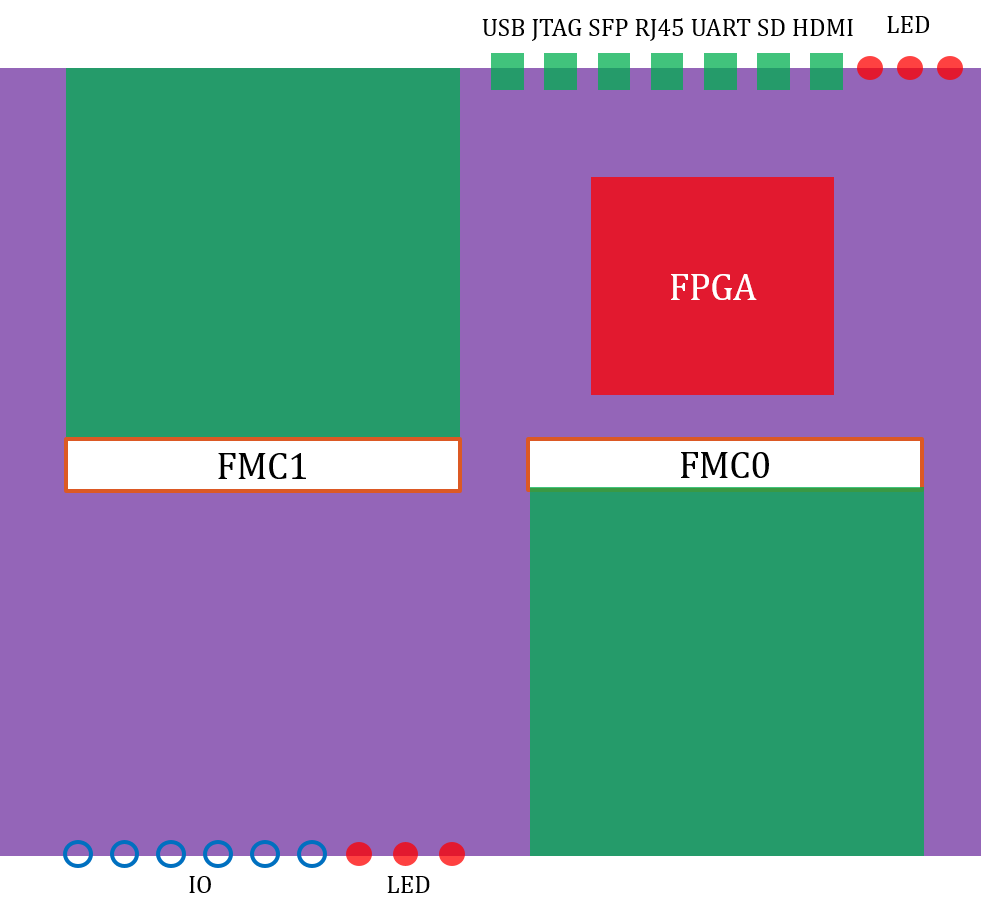 USB JTAG SFP RJ45 UART SD HDMI LED
FPGA
FMC1
FMC0
IO
LED